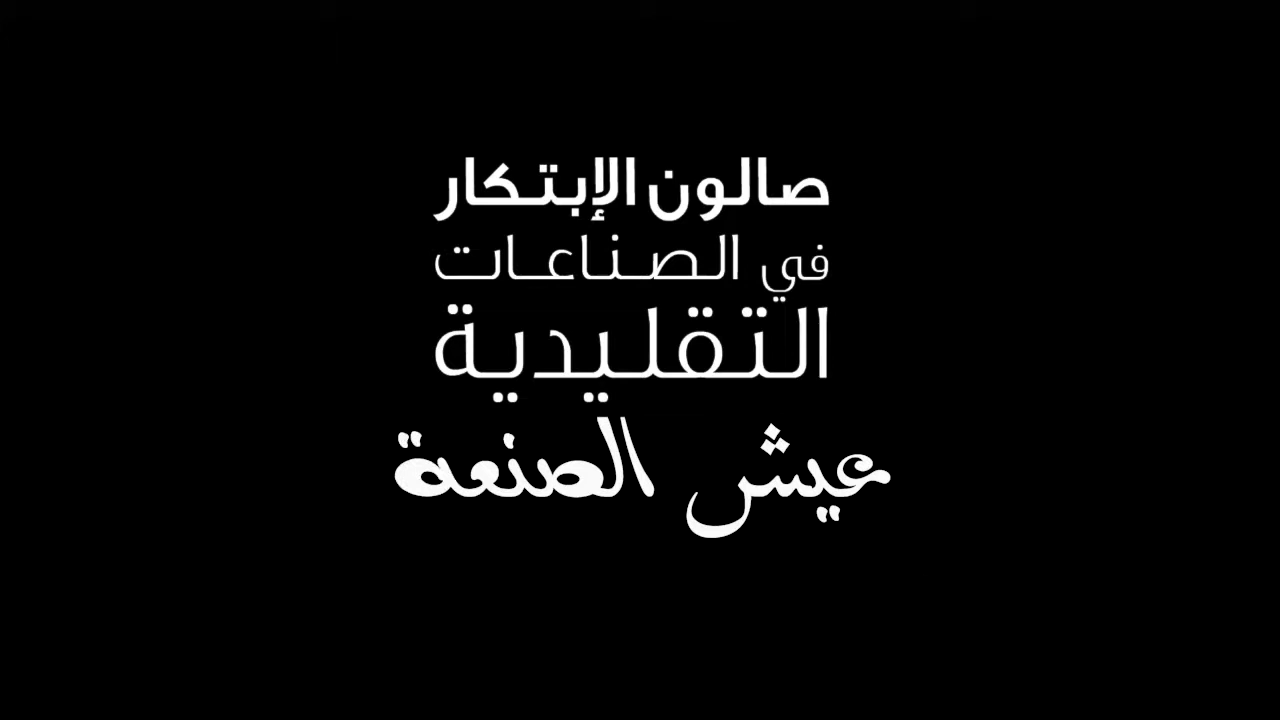 صالون الإبتكار
في الصناعات
التقليدية
عيش الصنعة